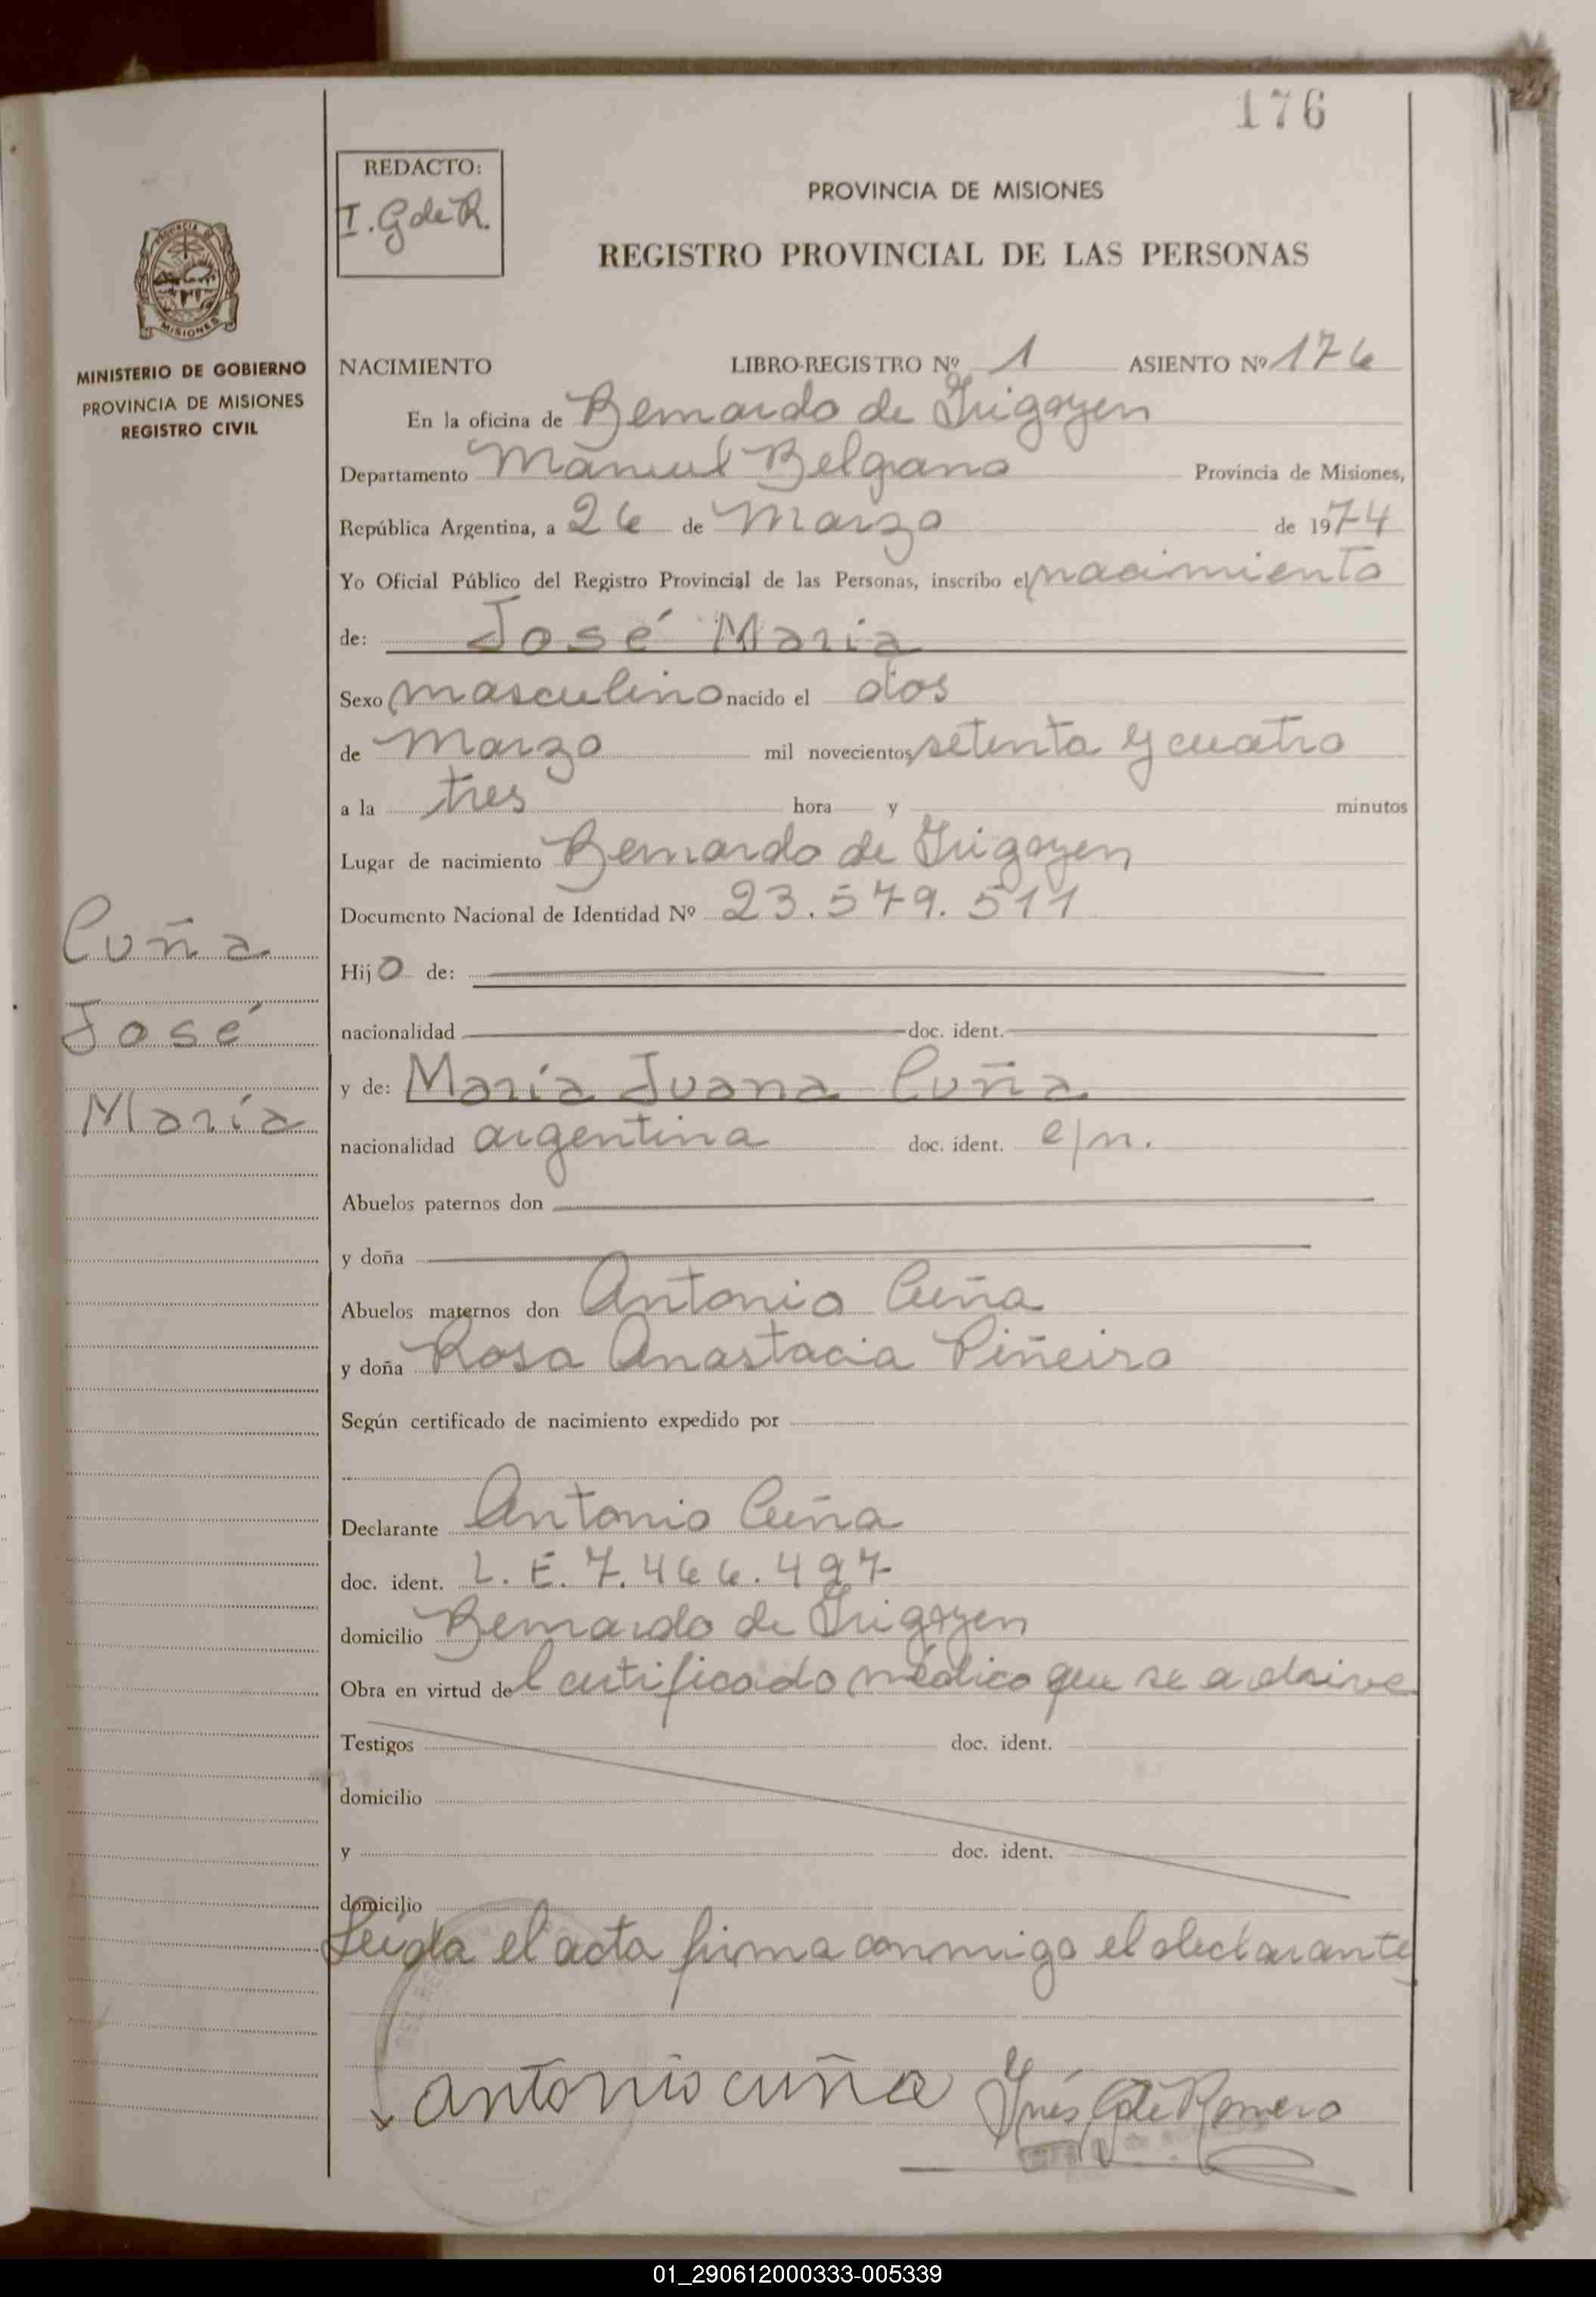 176
REDACTO:
I. G de R.
PROVINCIA DE MISIONES
REGISTRO PROVINCIAL DE LAS PERSONAS
PROVINCIA DE
MISIONES
MINISTERIO DE GOBIERNO
PROVINCIA DE MISIONES
REGISTRO CIVIL
NACIMIENTO LIBRO-REGISTRO Nº 1 ASIENTO Nº 176
En la oficina de Bernardo de Irigoyen
Departamento Manuel Belgrano Provincia de Misiones,
República Argentina, a 26 de Marzo de 1974
Yo Oficial Público del Registro Provincial de las Personas, inscribo el nacimiento
de: José Maria
Sexo masculino nacido el dos
de Marzo mil novecientos setenta y cuatro
a la tres hora y minutos
Lugar de nacimiento Bernardo de Irigoyen
Documento Nacional de Identidad Nº 23.579.511
Cuña
José
María
Hijo de:
nacionalidad doc. ident.
y de: María Juana Cuña
nacionalidad argentina doc. ident. e/n.
Abuelos paternos don
y doña
Abuelos maternos don Antonio Cuña
y doña Rosa Anastacia Piñeiro
Según certificado de nacimiento expedido por
Declarante Antonio Cuña
doc. ident. L. E. 7.466.497
domicilio Bernardo de Irigoyen
Obra en virtud del certificado médico que se
Testigos doc. ident.
domicilio
y doc. ident.
domicilio
Leida el acta firma conmigo el declarante
antonio cuña Inés G de Romero
01_290612000333-005339